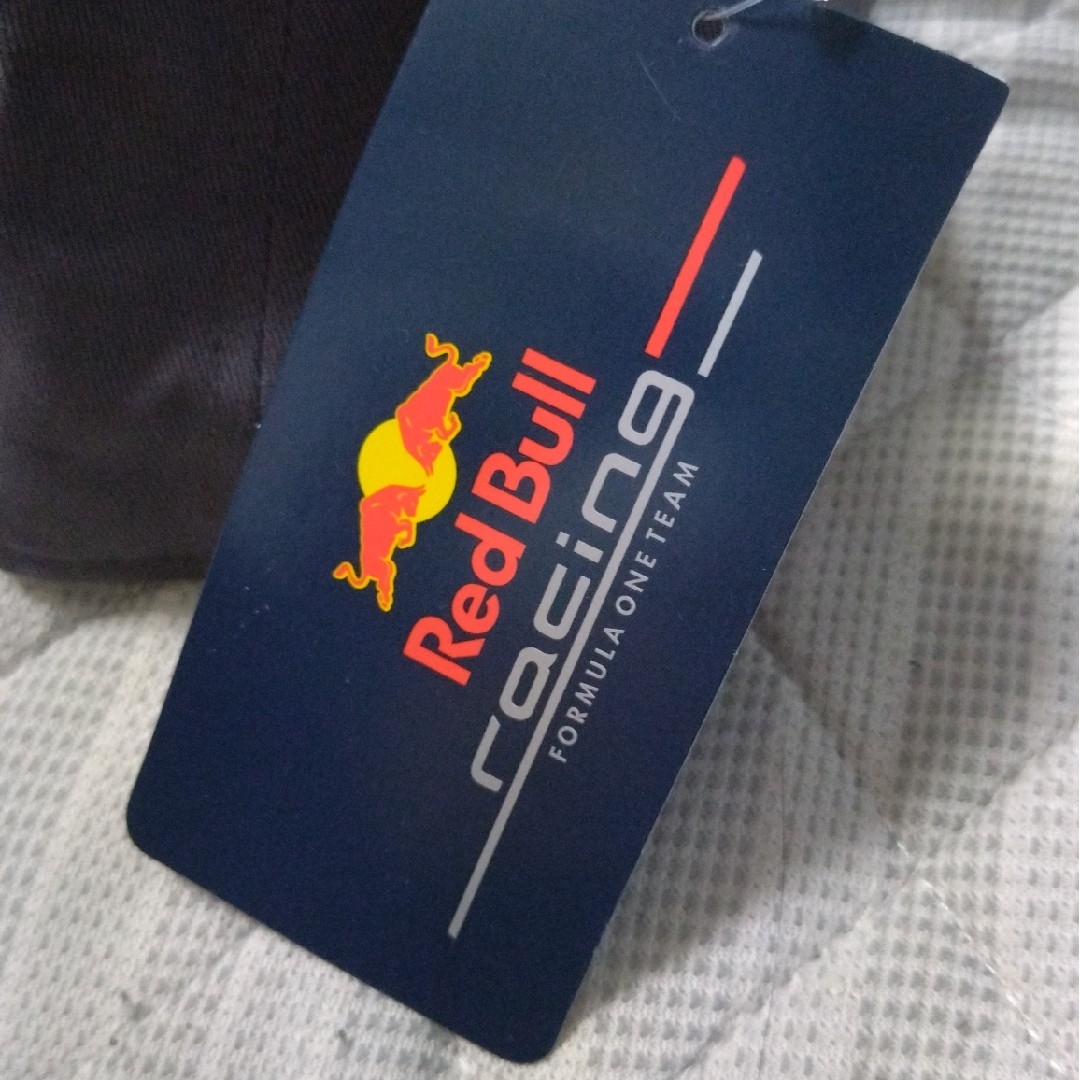 Red Bull
racing
FORMULA ONE TEAM